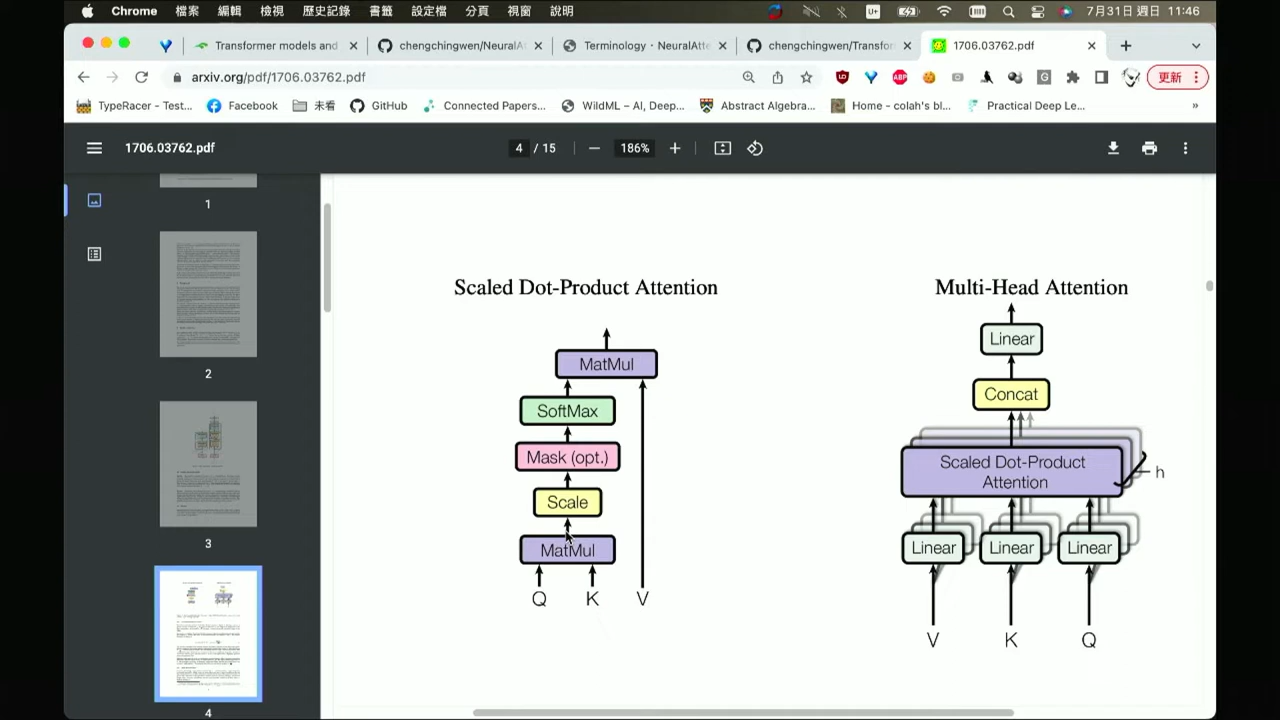 Chrome 檔案 編輯 檢視 歷史記錄 書籤 設定檔 分頁 視窗 說明 U+ 7月31日 週日 11:46
Transformer models and chengchingwen/NeuralA Terminology · NeuralAtte chengchingwen/Transfor 1706.03762.pdf
arxiv.org/pdf/1706.03762.pdf ABP G 更新
TypeRacer - Test... Facebook 未看 GitHub Connected Papers... WildML – AI, Deep... Abstract Algebra... Home - colah's bl... Practical Deep Le... »
1706.03762.pdf 4 / 15 186%
1
2
3
4
Scaled Dot-Product Attention
MatMul
SoftMax
Mask (opt.)
Scale
MatMul
Q K V
Multi-Head Attention
Linear
Concat
Scaled Dot-Product
Attention
h
Linear Linear Linear
V K Q